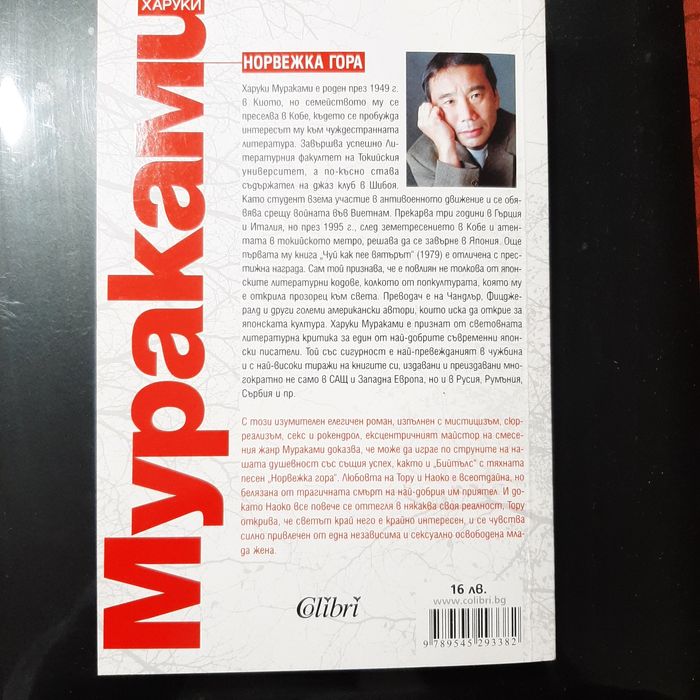 ХАРУКИ
Мураками
НОРВЕЖКА ГОРА
Харуки Мураками е роден през 1949 г.
в Киото, но семейството му се
преселва в Кобе, където се пробужда
интересът му към чуждестранната
литература. Завършва успешно Ли-
тературния факултет на Токийския
университет, а по-късно става
съдържател на джаз клуб в Шибоя.
Като студент взема участие в антивоенното движение и се обя-
вява срещу войната във Виетнам. Прекарва три години в Гърция
и Италия, но през 1995 г., след земетресението в Кобе и атен-
тата в токийското метро, решава да се завърне в Япония. Още
първата му книга „Чуй как пее вятърът“ (1979) е отличена с прес-
тижна награда. Сам той признава, че е повлиян не толкова от япон-
ските литературни кодове, колкото от попкултурата, която му
е открила прозорец към света. Преводач е на Чандлър, Фицдже-
ралд и други големи американски автори, които иска да открие за
японската култура. Харуки Мураками е признат от световната
литературна критика за един от най-добрите съвременни япон-
ски писатели. Той със сигурност е най-превежданият в чужбина
и с най-високи тиражи на книгите си, издавани и преиздавани мно-
гократно не само в САЩ и Западна Европа, но и в Русия, Румъния,
Сърбия и пр.
С този изумителен елегичен роман, изпълнен с мистицизъм, сюр-
реализъм, секс и рокендрол, ексцентричният майстор на смесе-
ния жанр Мураками доказва, че може да играе по струните на на-
шата душевност със същия успех, както и „Бийтълс“ с тяхната
песен „Норвежка гора“. Любовта на Тору и Наоко е всеотдайна, но
белязана от трагичната смърт на най-добрия им приятел. И до-
като Наоко все повече се оттегля в някаква своя реалност, Тору
открива, че светът край него е крайно интересен, и се чувства
силно привлечен от една независима и сексуално освободена мла-
да жена.
Colibri
16 лв.
www.colibri.bg
9 789545 293382